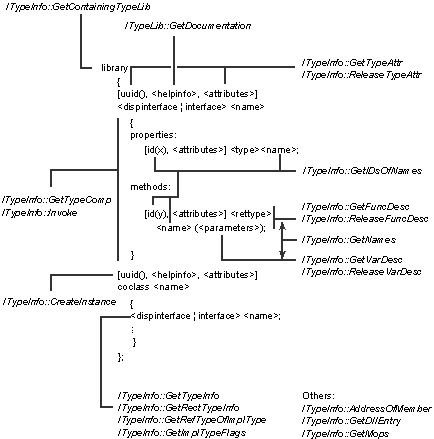 ITypeInfo::GetContainingTypeLib
ITypeLib::GetDocumentation
library
ITypeInfo::GetTypeAttr
ITypeInfo::ReleaseTypeAttr
{
[uuid(), <helpinfo>, <attributes>]
<dispinterface ¦ interface> <name>
{
properties:
[id(x), <attributes>] <type><name>;
ITypeInfo::GetIDsOfNames
methods:
ITypeInfo::GetTypeComp
ITypeInfo::Invoke
[id(y), <attributes>] <rettype>
<name> (<parameters>);
ITypeInfo::GetFuncDesc
ITypeInfo::ReleaseFuncDesc
ITypeInfo::GetNames
}
ITypeInfo::GetVarDesc
ITypeInfo::ReleaseVarDesc
[uuid(), <helpinfo>, <attributes>]
coclass <name>
ITypeInfo::CreateInstance
{
<dispinterface ¦ interface> <name>;
:
}
};
ITypeInfo::GetTypeInfo
ITypeInfo::GetRectTypeInfo
ITypeInfo::GetRefTypeOfImplType
ITypeInfo::GetImplTypeFlags
Others:
ITypeInfo::AddressOfMember
ITypeInfo::GetDllEntry
ITypeInfo::GetMops